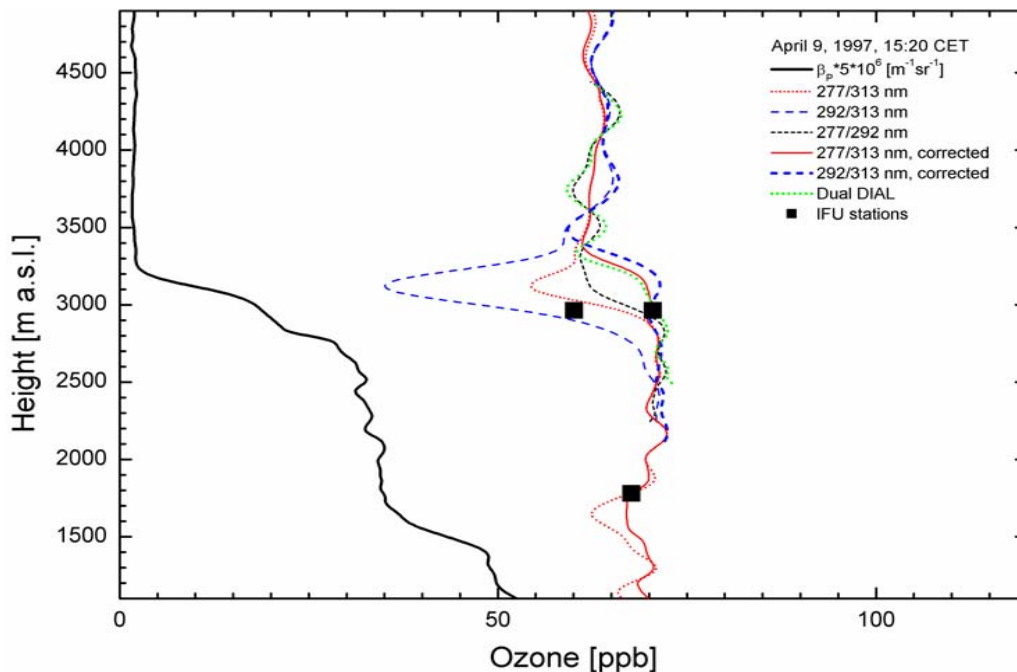 April 9, 1997, 15:20 CET
βₚ*5*10⁶ [m⁻¹sr⁻¹]
277/313 nm
292/313 nm
277/292 nm
277/313 nm, corrected
292/313 nm, corrected
Dual DIAL
IFU stations
Height [m a.s.l.]
4500
4000
3500
3000
2500
2000
1500
0
50
100
Ozone [ppb]